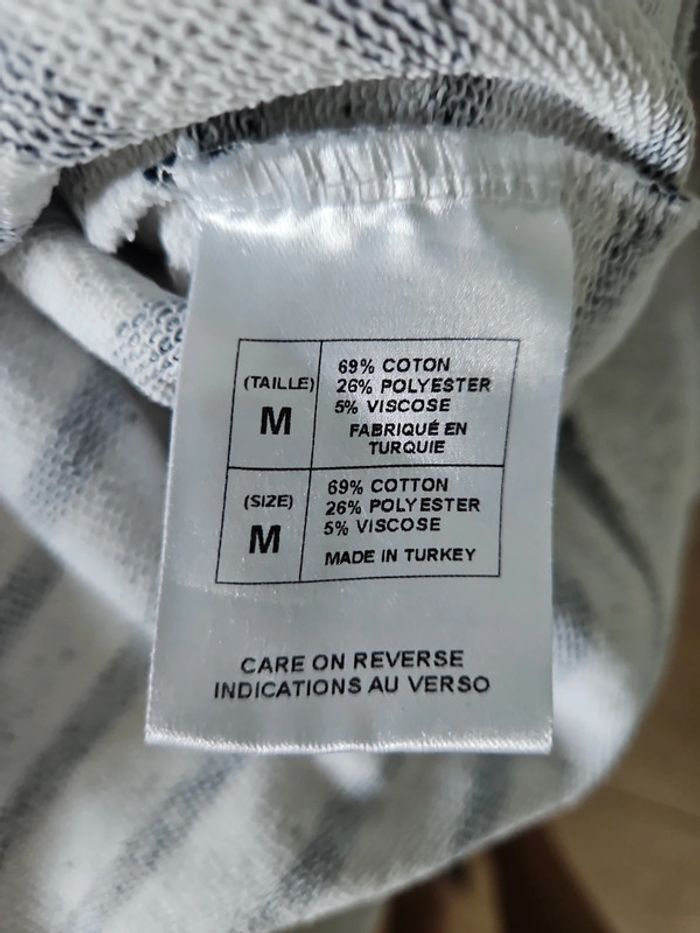 (TAILLE)
M
69% COTON
26% POLYESTER
5% VISCOSE
FABRIQUÉ EN
TURQUIE
(SIZE)
M
69% COTTON
26% POLYESTER
5% VISCOSE
MADE IN TURKEY
CARE ON REVERSE
INDICATIONS AU VERSO